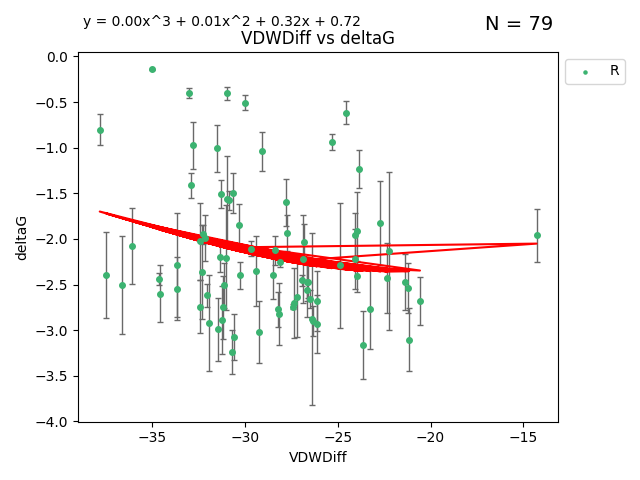 y = 0.00x^3 + 0.01x^2 + 0.32x + 0.72
N = 79
VDWDiff vs deltaG
R
0.0
−0.5
−1.0
−1.5
−2.0
−2.5
−3.0
−3.5
−4.0
deltaG
−35
−30
−25
−20
−15
VDWDiff